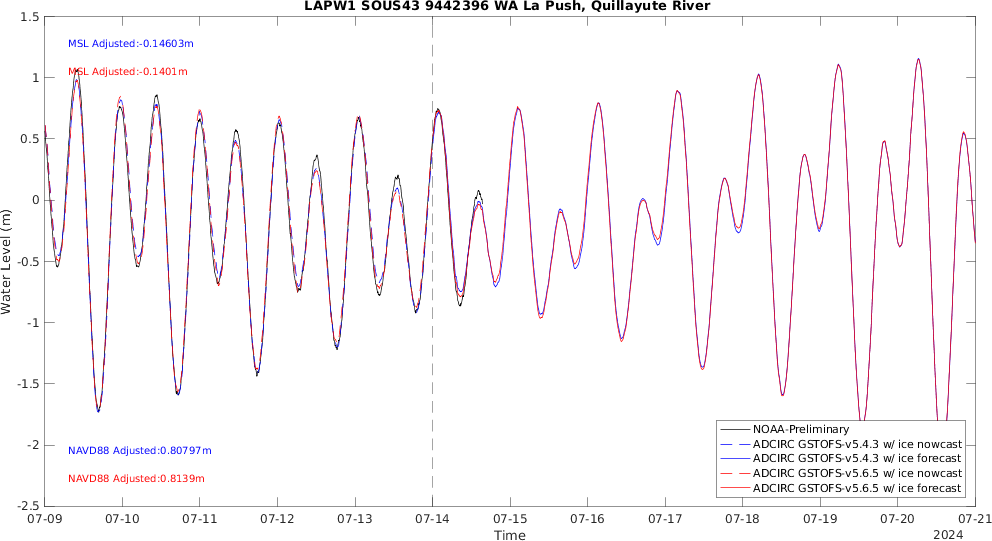 LAPW1 SOUS43 9442396 WA La Push, Quillayute River
MSL Adjusted:-0.14603m
MSL Adjusted:-0.1401m
NAVD88 Adjusted:0.80797m
NAVD88 Adjusted:0.8139m
Water Level (m)
1.5
1
0.5
0
-0.5
-1
-1.5
-2
-2.5
NOAA-Preliminary
ADCIRC GSTOFS-v5.4.3 w/ ice nowcast
ADCIRC GSTOFS-v5.4.3 w/ ice forecast
ADCIRC GSTOFS-v5.6.5 w/ ice nowcast
ADCIRC GSTOFS-v5.6.5 w/ ice forecast
07-09 07-10 07-11 07-12 07-13 07-14 07-15 07-16 07-17 07-18 07-19 07-20 07-21
Time
2024